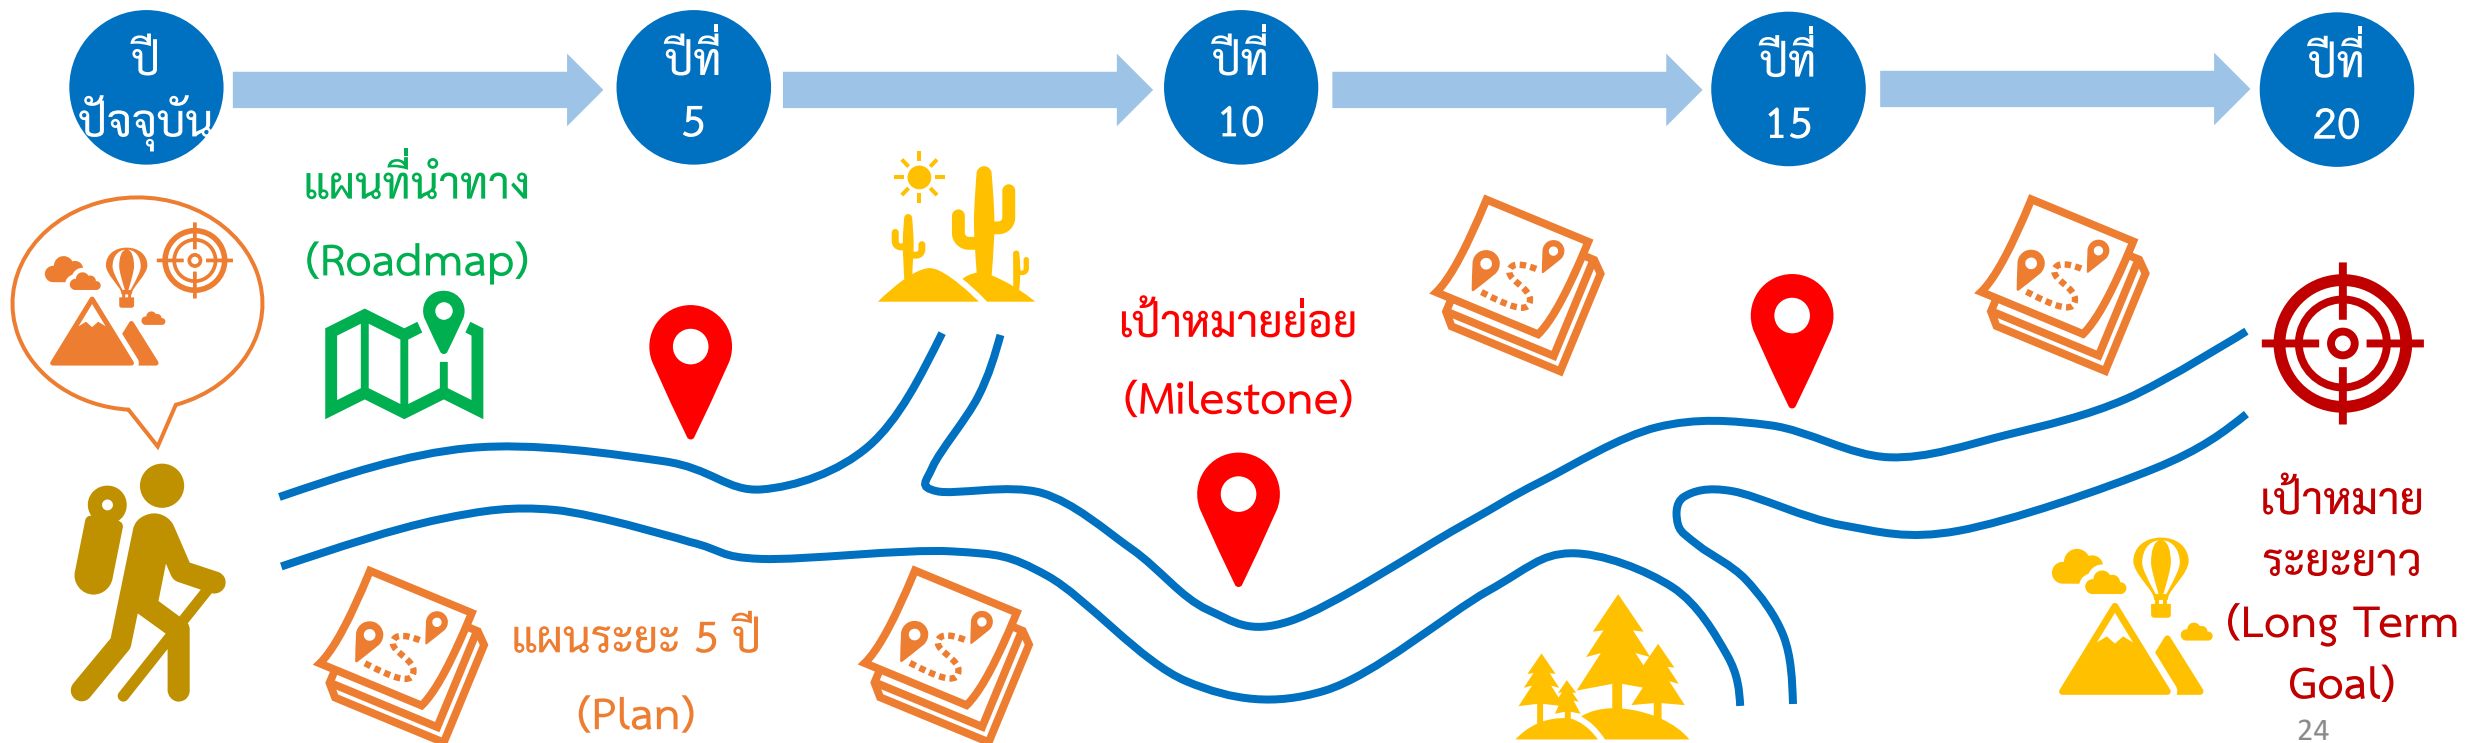 ปี
ปัจจุบัน
ปีที่
5
ปีที่
10
ปีที่
15
ปีที่
20
แผนที่นำทาง
(Roadmap)
เป้าหมายย่อย
(Milestone)
เป้าหมาย
ระยะยาว
(Long Term
Goal)
แผนระยะ 5 ปี
(Plan)
24